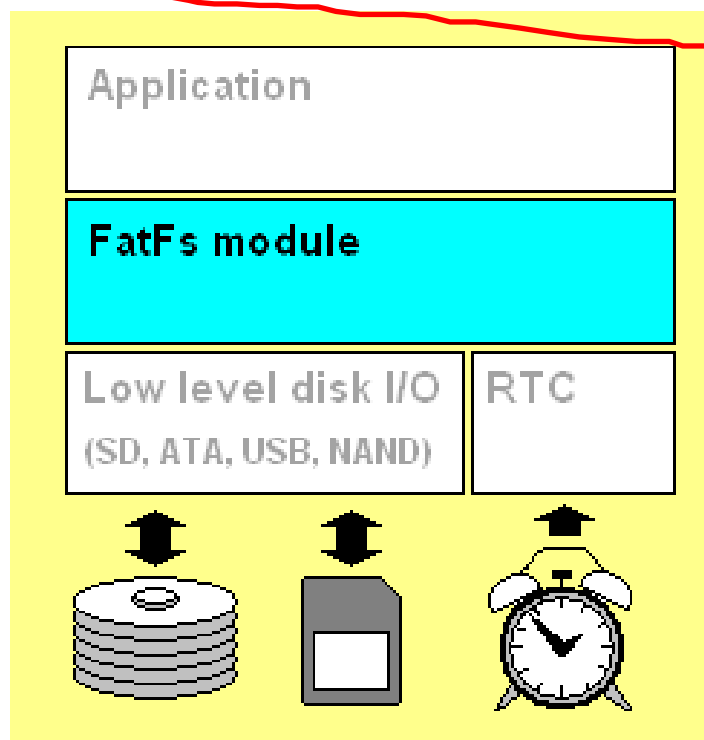 Application
FatFs module
Low level disk I/O
(SD, ATA, USB, NAND)
RTC